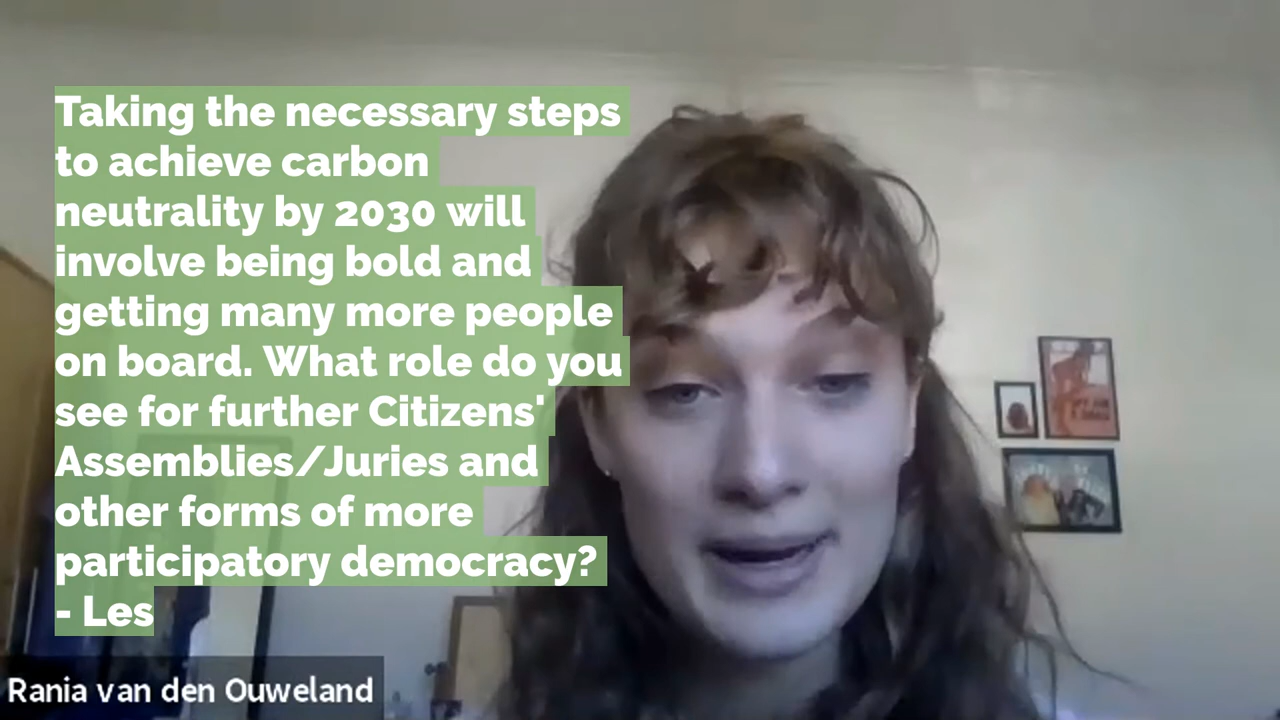 Taking the necessary steps
to achieve carbon
neutrality by 2030 will
involve being bold and
getting many more people
on board. What role do you
see for further Citizens'
Assemblies/Juries and
other forms of more
participatory democracy?
- Les
Rania van den Ouweland